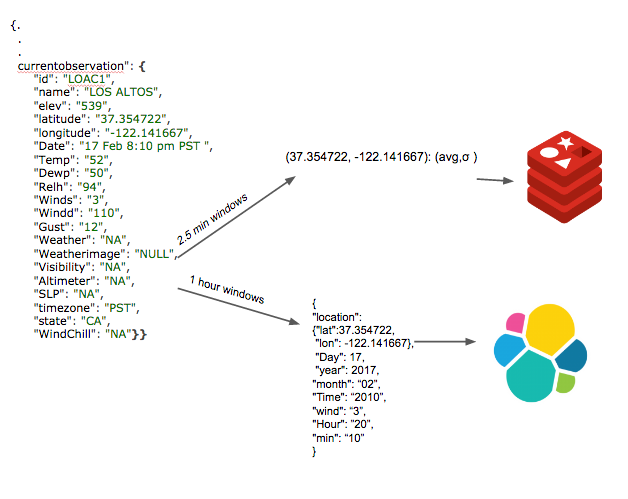 {.
.
.
currentobservation": {
"id": "LOAC1",
"name": "LOS ALTOS",
"elev": "539",
"latitude": "37.354722",
"longitude": "-122.141667",
"Date": "17 Feb 8:10 pm PST ",
"Temp": "52",
"Dewp": "50",
"Relh": "94",
"Winds": "3",
"Windd": "110",
"Gust": "12",
"Weather": "NA",
"Weatherimage": "NULL",
"Visibility": "NA",
"Altimeter": "NA",
"SLP": "NA",
"timezone": "PST",
"state": "CA",
"WindChill": "NA"}}
2.5 min windows
(37.354722, -122.141667): (avg,σ )
1 hour windows
{
"location":
{"lat":37.354722,
"lon": -122.141667},
"Day": 17,
"year": 2017,
"month": “02”,
"Time": “2010”,
"wind": “3”,
"Hour": “20”,
"min": “10”
}